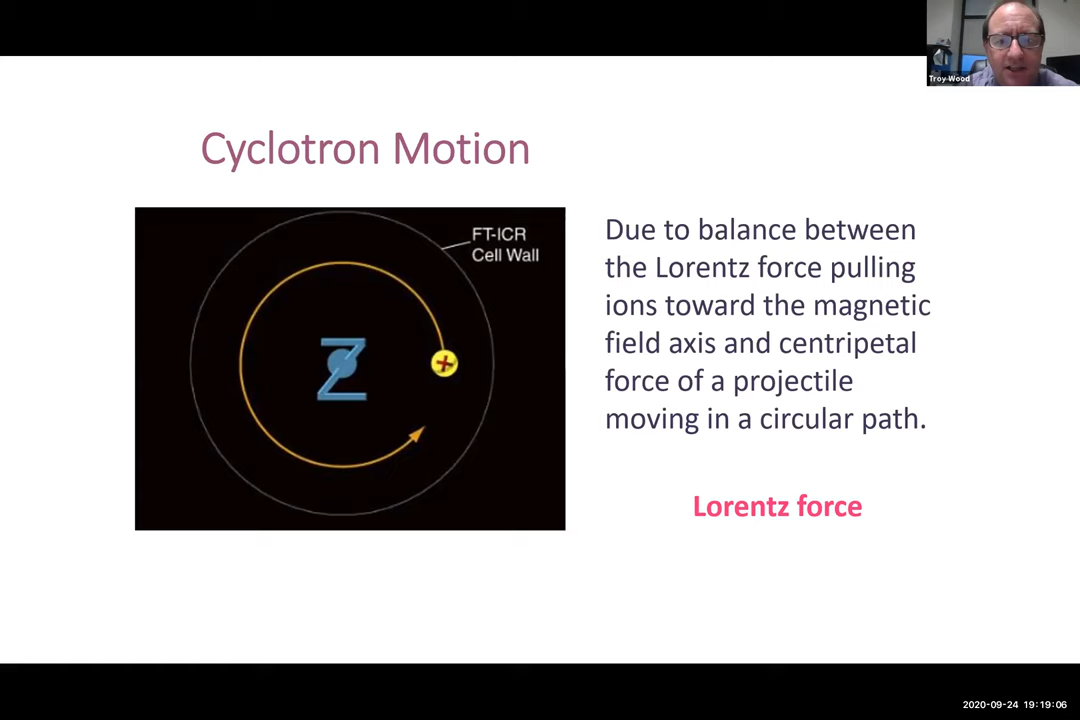 Troy Wood
Cyclotron Motion
FT-ICR
Cell Wall
Z
Due to balance between
the Lorentz force pulling
ions toward the magnetic
field axis and centripetal
force of a projectile
moving in a circular path.
Lorentz force
2020-09-24 19:19:06